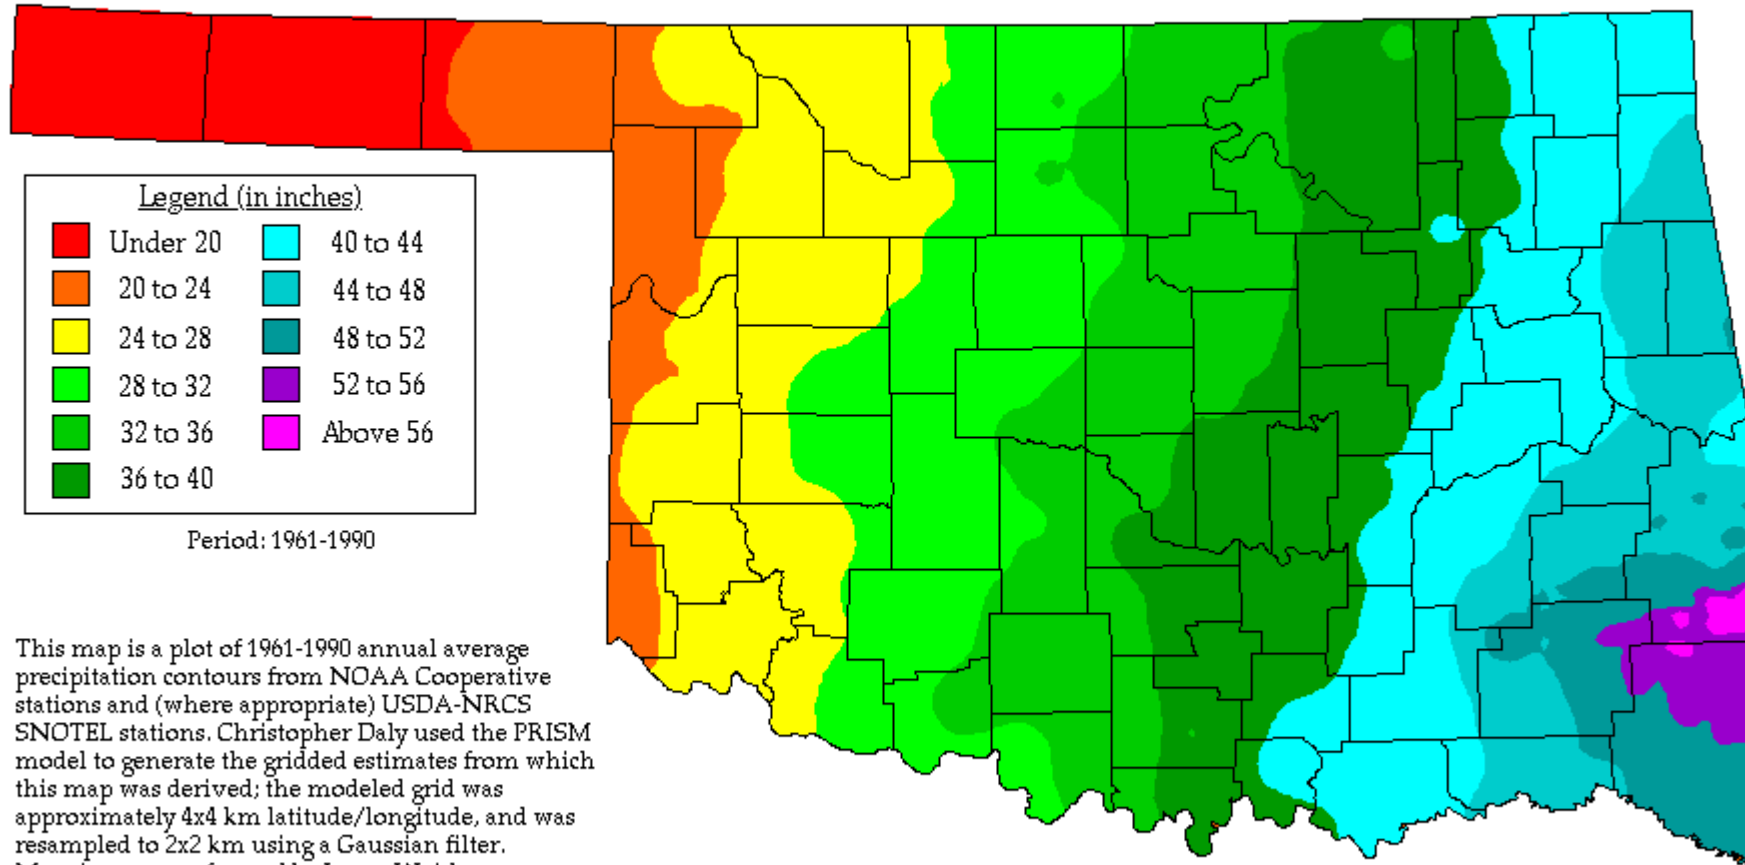 Legend (in inches)
Under 20
20 to 24
24 to 28
28 to 32
32 to 36
36 to 40
40 to 44
44 to 48
48 to 52
52 to 56
Above 56
Period: 1961-1990
This map is a plot of 1961-1990 annual average
precipitation contours from NOAA Cooperative
stations and (where appropriate) USDA-NRCS
SNOTEL stations. Christopher Daly used the PRISM
model to generate the gridded estimates from which
this map was derived; the modeled grid was
approximately 4x4 km latitude/longitude, and was
resampled to 2x2 km using a Gaussian filter.